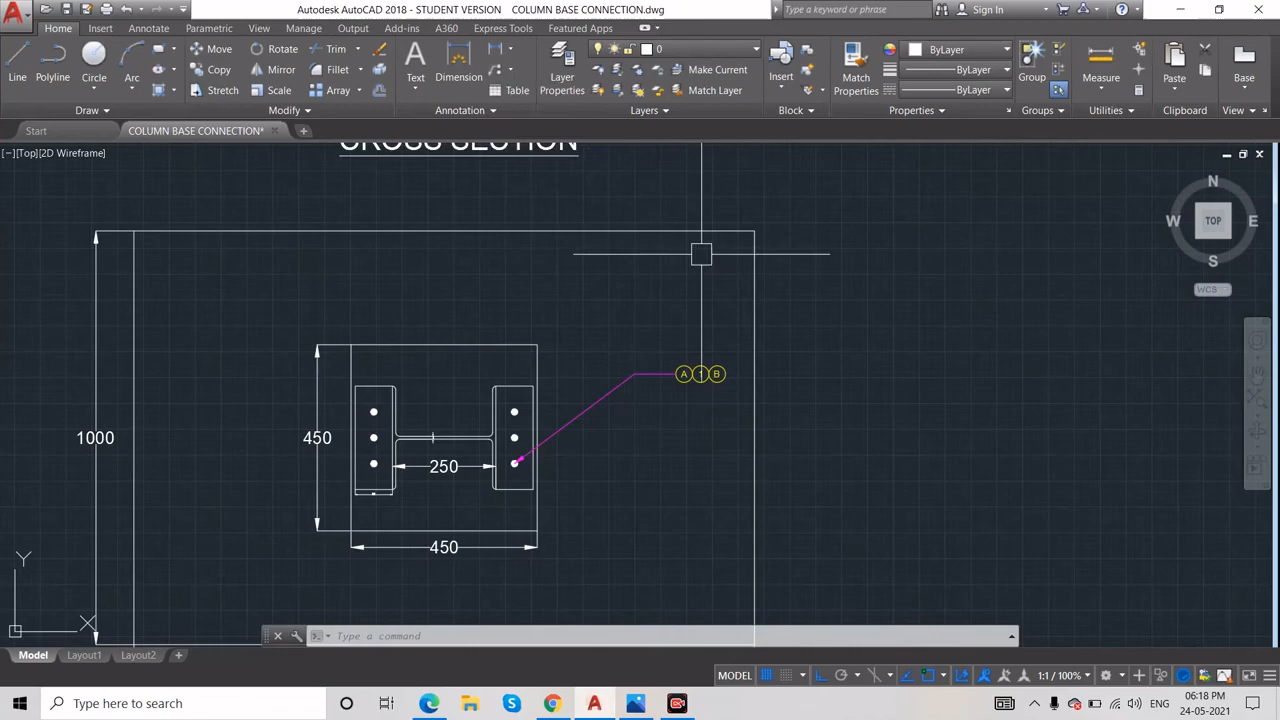 Autodesk AutoCAD 2018 - STUDENT VERSION COLUMN BASE CONNECTION.dwg
Type a keyword or phrase
Sign In
Home Insert Annotate Parametric View Manage Output Add-ins A360 Express Tools Featured Apps
Line Polyline Circle Arc
Move Rotate Trim
Copy Mirror Fillet
Stretch Scale Array
Text Dimension Table
Layer Properties
0
Make Current
Match Layer
Insert
Match Properties
ByLayer
ByLayer
ByLayer
Group
Measure
Paste
Base
Draw Modify Annotation Layers Block Properties Groups Utilities Clipboard View
Start COLUMN BASE CONNECTION*
[−][Top][2D Wireframe]
CROSS SECTION
N
W TOP E
S
WCS
A
B
1000
450
250
450
Y
X
Type a command
Model Layout1 Layout2
MODEL
1:1 / 100%
Type here to search
ENG
06:18 PM
24-05-2021